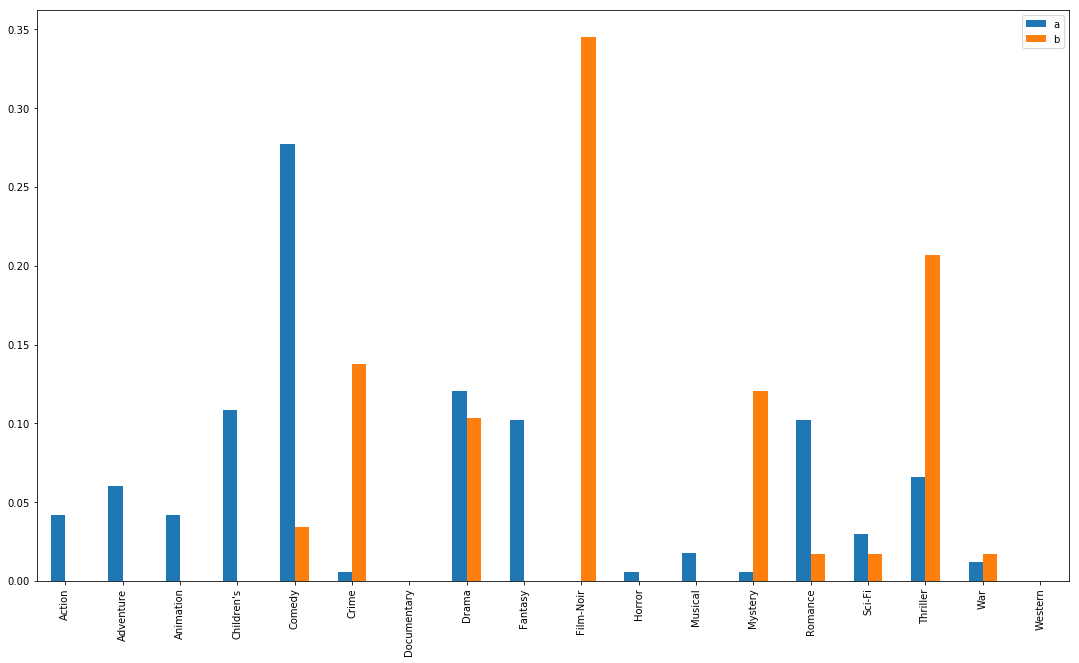 a
b
0.35
0.30
0.25
0.20
0.15
0.10
0.05
0.00
Action
Adventure
Animation
Children's
Comedy
Crime
Documentary
Drama
Fantasy
Film-Noir
Horror
Musical
Mystery
Romance
Sci-Fi
Thriller
War
Western